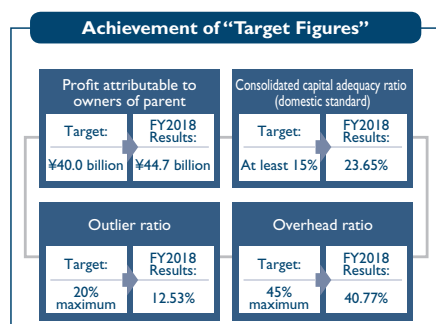 Achievement of “Target Figures”
Profit attributable to
owners of parent
Target:
¥40.0 billion
FY2018
Results:
¥44.7 billion
Consolidated capital adequacy ratio
(domestic standard)
Target:
At least 15%
FY2018
Results:
23.65%
Outlier ratio
Target:
20%
maximum
FY2018
Results:
12.53%
Overhead ratio
Target:
45%
maximum
FY2018
Results:
40.77%